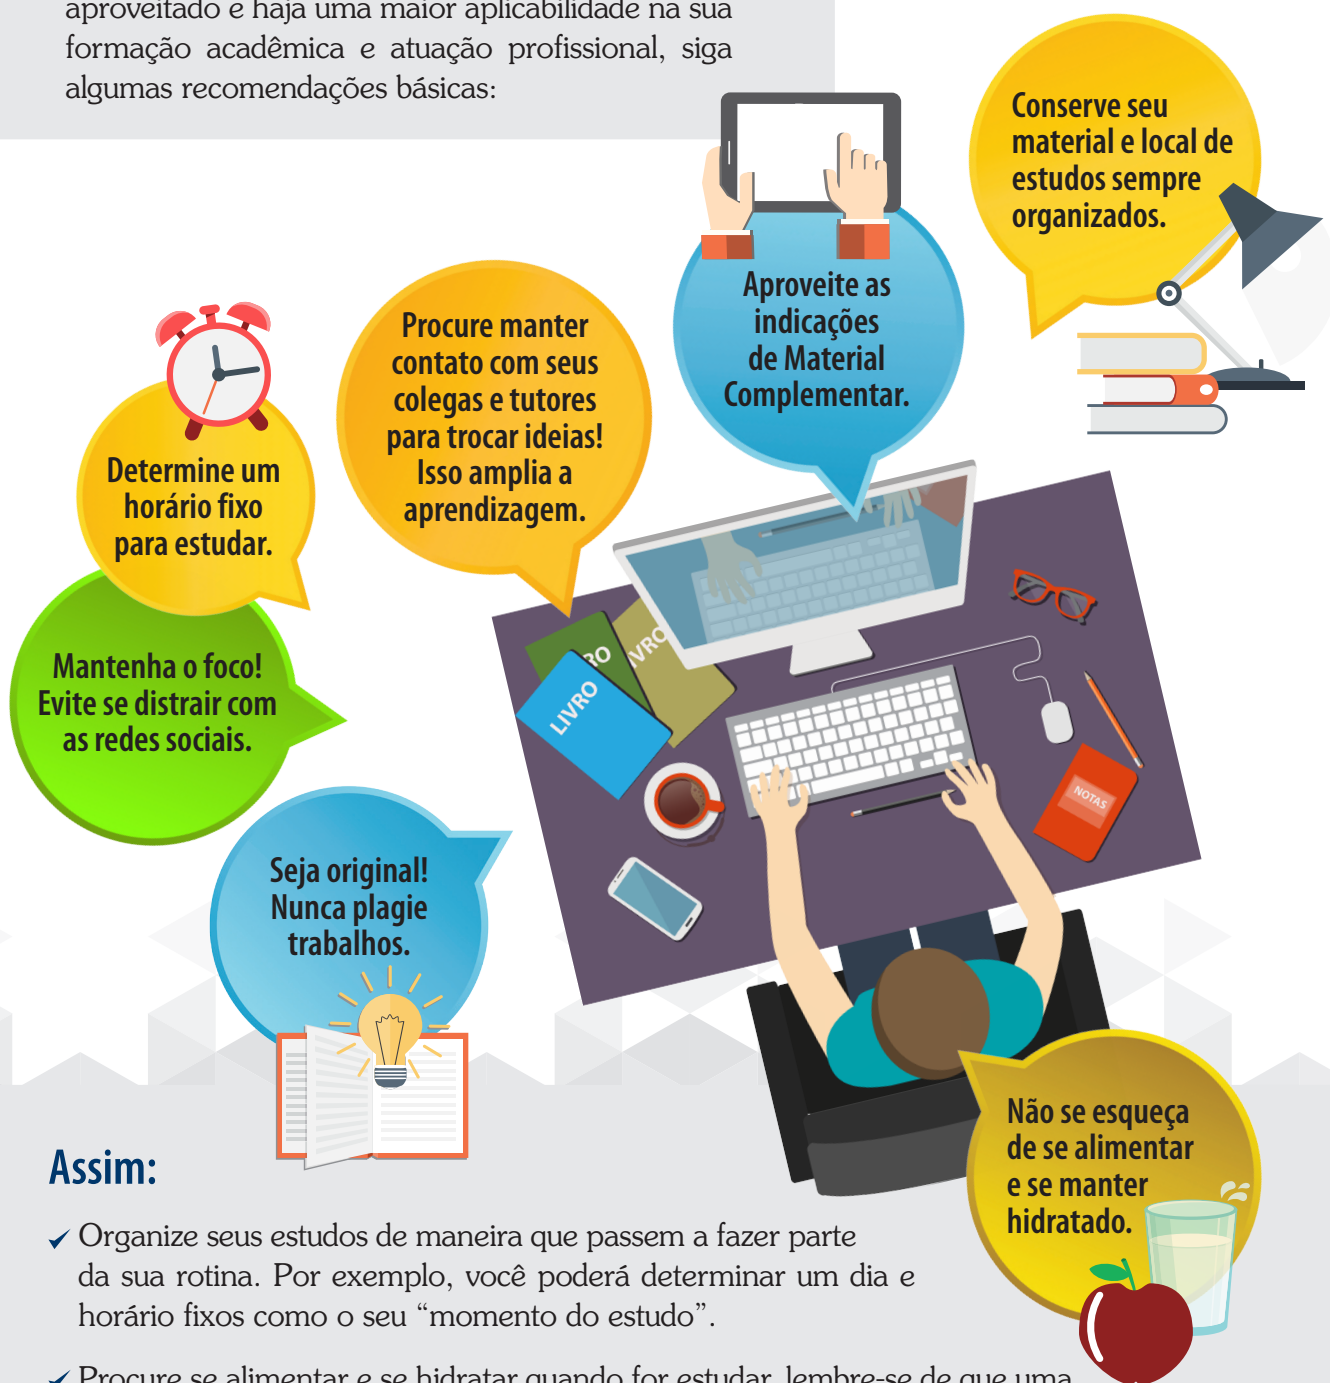 aproveitado e haja uma maior aplicabilidade na sua
formação acadêmica e atuação profissional, siga
algumas recomendações básicas:
Conserve seu
material e local de
estudos sempre
organizados.
Aproveite as
indicações
de Material
Complementar.
Procure manter
contato com seus
colegas e tutores
para trocar ideias!
Isso amplia a
aprendizagem.
Determine um
horário fixo
para estudar.
Mantenha o foco!
Evite se distrair com
as redes sociais.
Seja original!
Nunca plagie
trabalhos.
LIVRO
RO
IVRO
NOTAS
Não se esqueça
de se alimentar
e se manter
hidratado.
Assim:
Organize seus estudos de maneira que passem a fazer parte
da sua rotina. Por exemplo, você poderá determinar um dia e
horário fixos como o seu “momento do estudo”.
Procure se alimentar e se hidratar quando for estudar, lembre-se de que uma